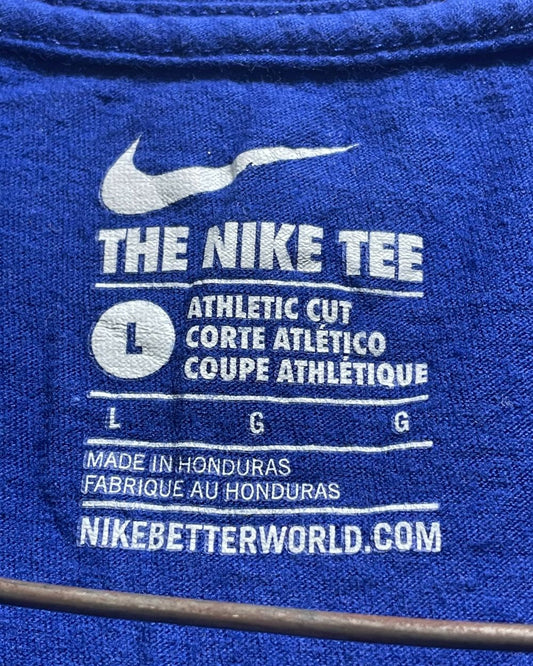 THE NIKE TEE
L
ATHLETIC CUT
CORTE ATLÉTICO
COUPE ATHLÉTIQUE
L G G
MADE IN HONDURAS
FABRIQUE AU HONDURAS
NIKEBETTERWORLD.COM